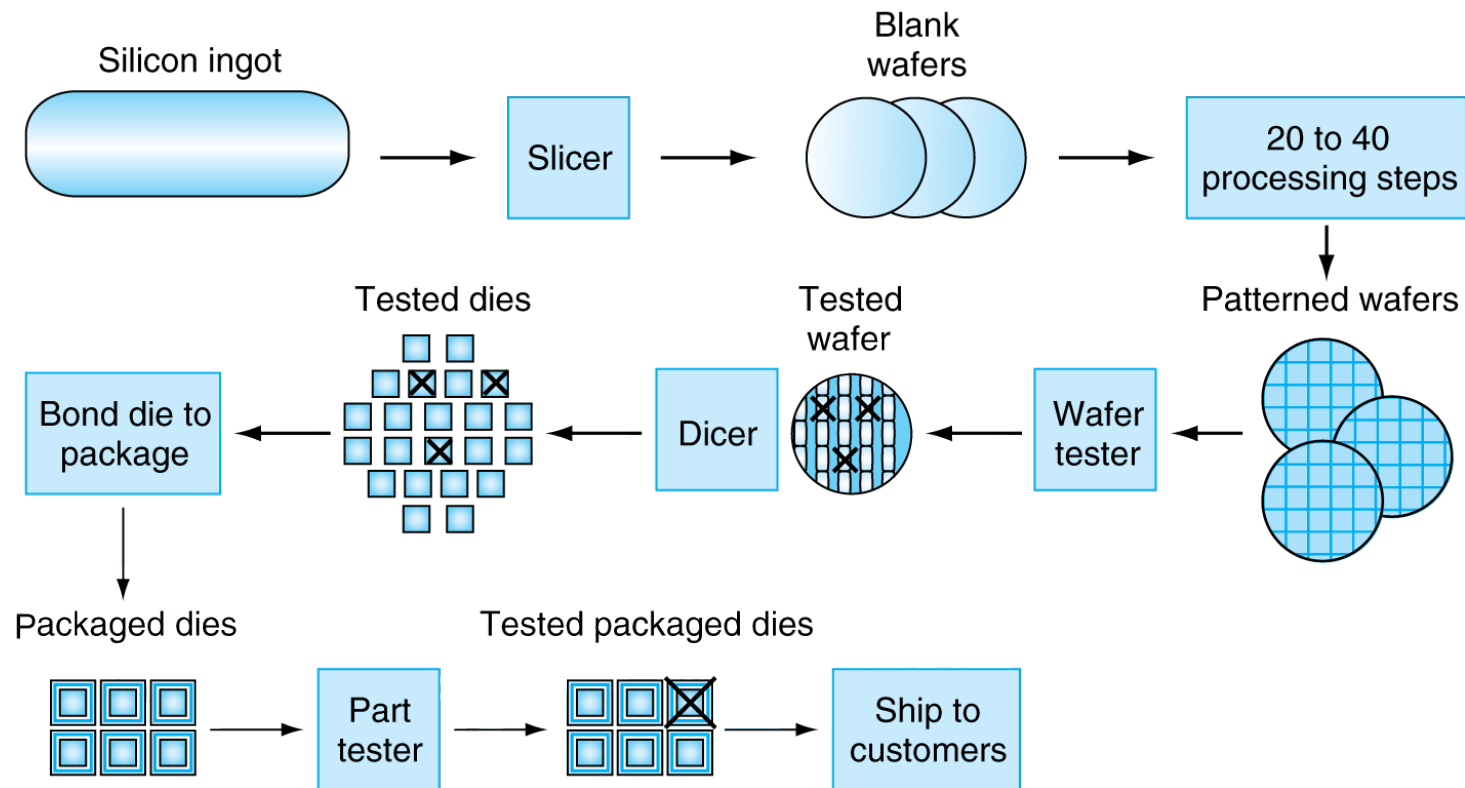 Silicon ingot
Slicer
Blank
wafers
20 to 40
processing steps
Patterned wafers
Wafer
tester
Tested
wafer
Dicer
Tested dies
Bond die to
package
Packaged dies
Part
tester
Tested packaged dies
Ship to
customers